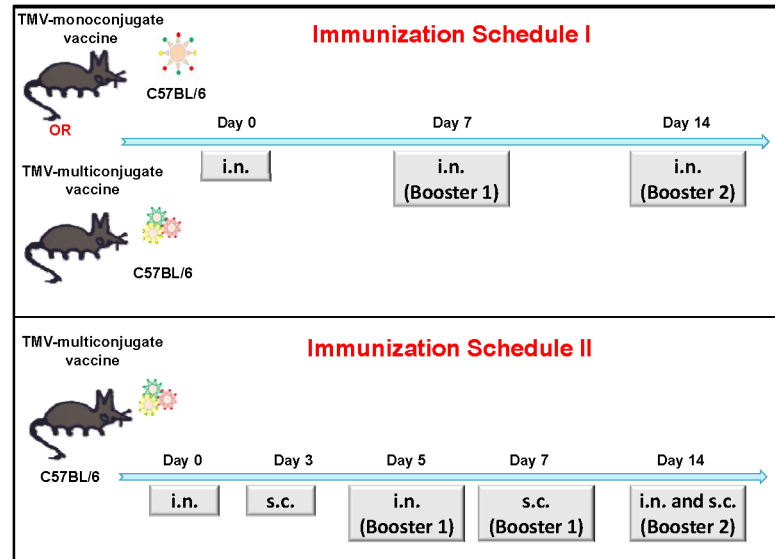 TMV-monoconjugate
vaccine
Immunization Schedule I
C57BL/6
OR
Day 0
Day 7
Day 14
i.n.
i.n.
(Booster 1)
i.n.
(Booster 2)
TMV-multiconjugate
vaccine
C57BL/6
TMV-multiconjugate
vaccine
Immunization Schedule II
C57BL/6
Day 0
Day 3
Day 5
Day 7
Day 14
i.n.
s.c.
i.n.
(Booster 1)
s.c.
(Booster 1)
i.n. and s.c.
(Booster 2)